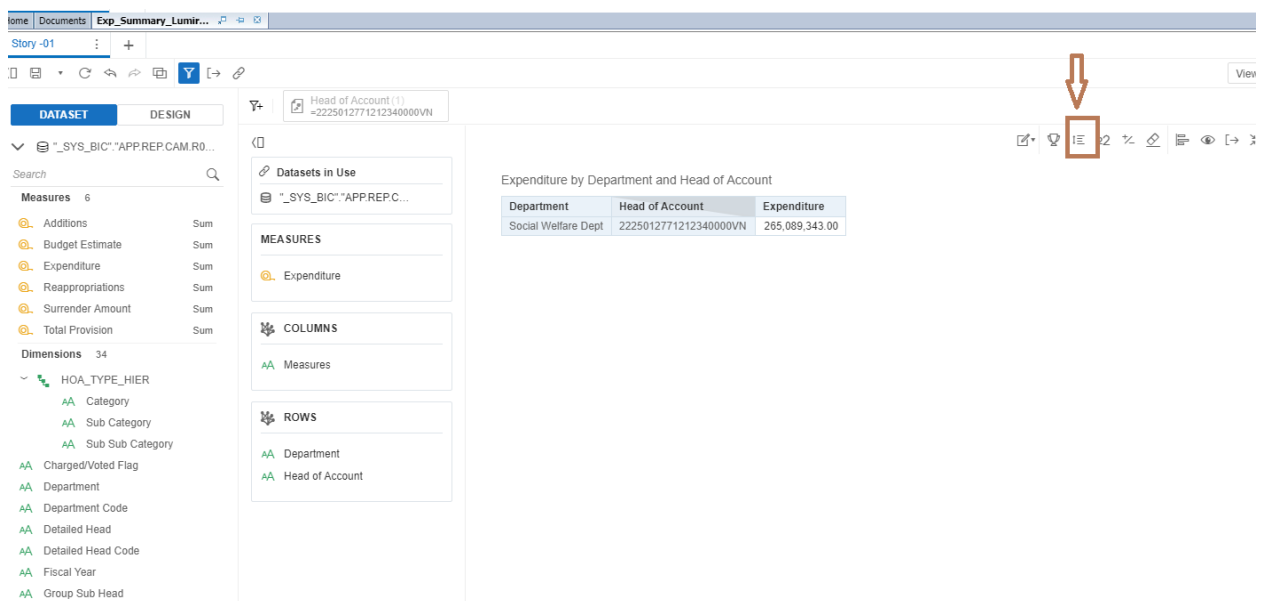 Home Documents Exp_Summary_Lumir...
Story -01
View
DATASET DESIGN
Head of Account (1)
=2225012771212340000VN
"_SYS_BIC"."APP.REP.CAM.R0...
Search
Measures 6
Additions Sum
Budget Estimate Sum
Expenditure Sum
Reappropriations Sum
Surrender Amount Sum
Total Provision Sum
Dimensions 34
HOA_TYPE_HIER
Category
Sub Category
Sub Sub Category
Charged/Voted Flag
Department
Department Code
Detailed Head
Detailed Head Code
Fiscal Year
Group Sub Head
Datasets in Use
"_SYS_BIC"."APP.REP.C...
MEASURES
Expenditure
COLUMNS
Measures
ROWS
Department
Head of Account
Expenditure by Department and Head of Account
Department Head of Account Expenditure
Social Welfare Dept 2225012771212340000VN 265,089,343.00